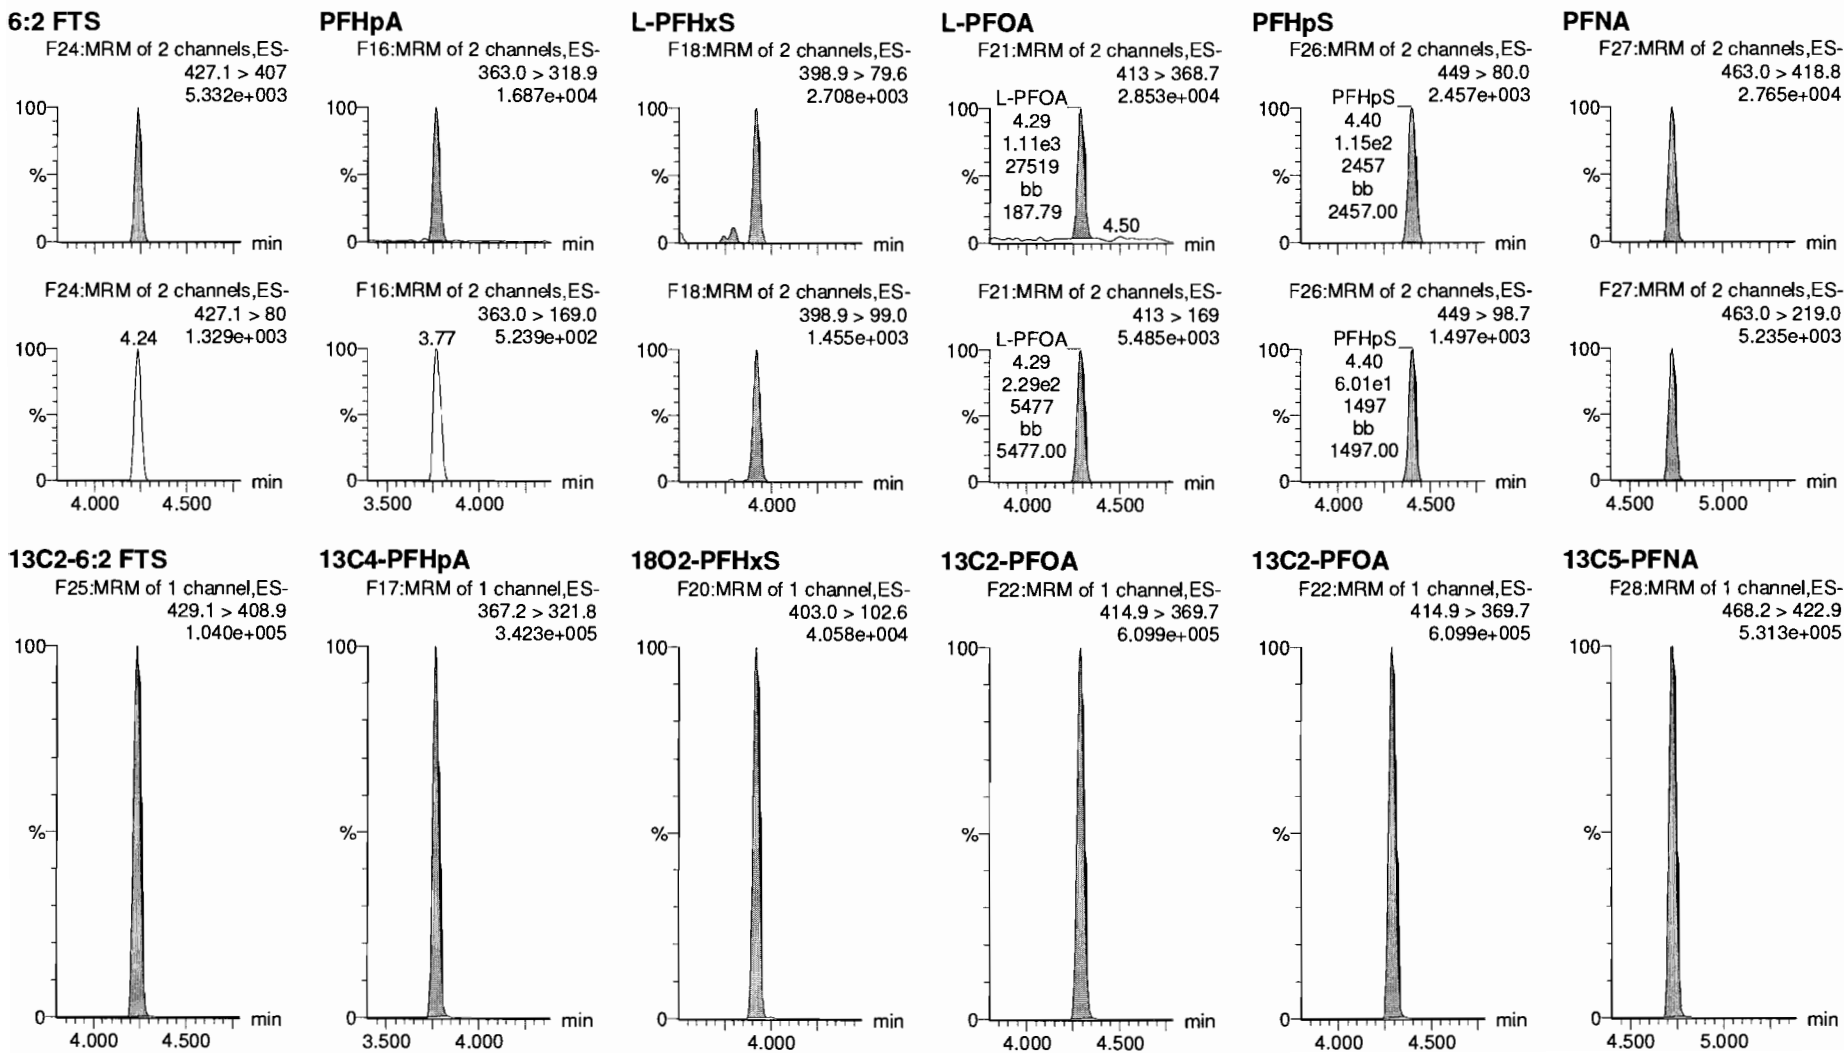 6:2 FTS
F24:MRM of 2 channels,ES-
427.1 > 407
5.332e+003
100
%
0
min
PFHpA
F16:MRM of 2 channels,ES-
363.0 > 318.9
1.687e+004
100
%
0
min
L-PFHxS
F18:MRM of 2 channels,ES-
398.9 > 79.6
2.708e+003
100
%
0
min
L-PFOA
F21:MRM of 2 channels,ES-
413 > 368.7
2.853e+004
L-PFOA
4.29
1.11e3
27519
bb
187.79
4.50
100
%
0
min
PFHpS
F26:MRM of 2 channels,ES-
449 > 80.0
2.457e+003
PFHpS
4.40
1.15e2
2457
bb
2457.00
100
%
0
min
PFNA
F27:MRM of 2 channels,ES-
463.0 > 418.8
2.765e+004
100
%
0
min
F24:MRM of 2 channels,ES-
427.1 > 80
4.24 1.329e+003
100
%
0
min
4.000 4.500
F16:MRM of 2 channels,ES-
363.0 > 169.0
3.77 5.239e+002
100
%
0
min
3.500 4.000
F18:MRM of 2 channels,ES-
398.9 > 99.0
1.455e+003
100
%
0
min
4.000
F21:MRM of 2 channels,ES-
413 > 169
5.485e+003
L-PFOA
4.29
2.29e2
5477
bb
5477.00
100
%
0
min
4.000 4.500
F26:MRM of 2 channels,ES-
449 > 98.7
1.497e+003
PFHpS
4.40
6.01e1
1497
bb
1497.00
100
%
0
min
4.000 4.500
F27:MRM of 2 channels,ES-
463.0 > 219.0
5.235e+003
100
%
0
min
4.500 5.000
13C2-6:2 FTS
F25:MRM of 1 channel,ES-
429.1 > 408.9
1.040e+005
100
%
0
min
4.000 4.500
13C4-PFHpA
F17:MRM of 1 channel,ES-
367.2 > 321.8
3.423e+005
100
%
0
min
3.500 4.000
18O2-PFHxS
F20:MRM of 1 channel,ES-
403.0 > 102.6
4.058e+004
100
%
0
min
4.000
13C2-PFOA
F22:MRM of 1 channel,ES-
414.9 > 369.7
6.099e+005
100
%
0
min
4.000 4.500
13C2-PFOA
F22:MRM of 1 channel,ES-
414.9 > 369.7
6.099e+005
100
%
0
min
4.000 4.500
13C5-PFNA
F28:MRM of 1 channel,ES-
468.2 > 422.9
5.313e+005
100
%
0
min
4.500 5.000